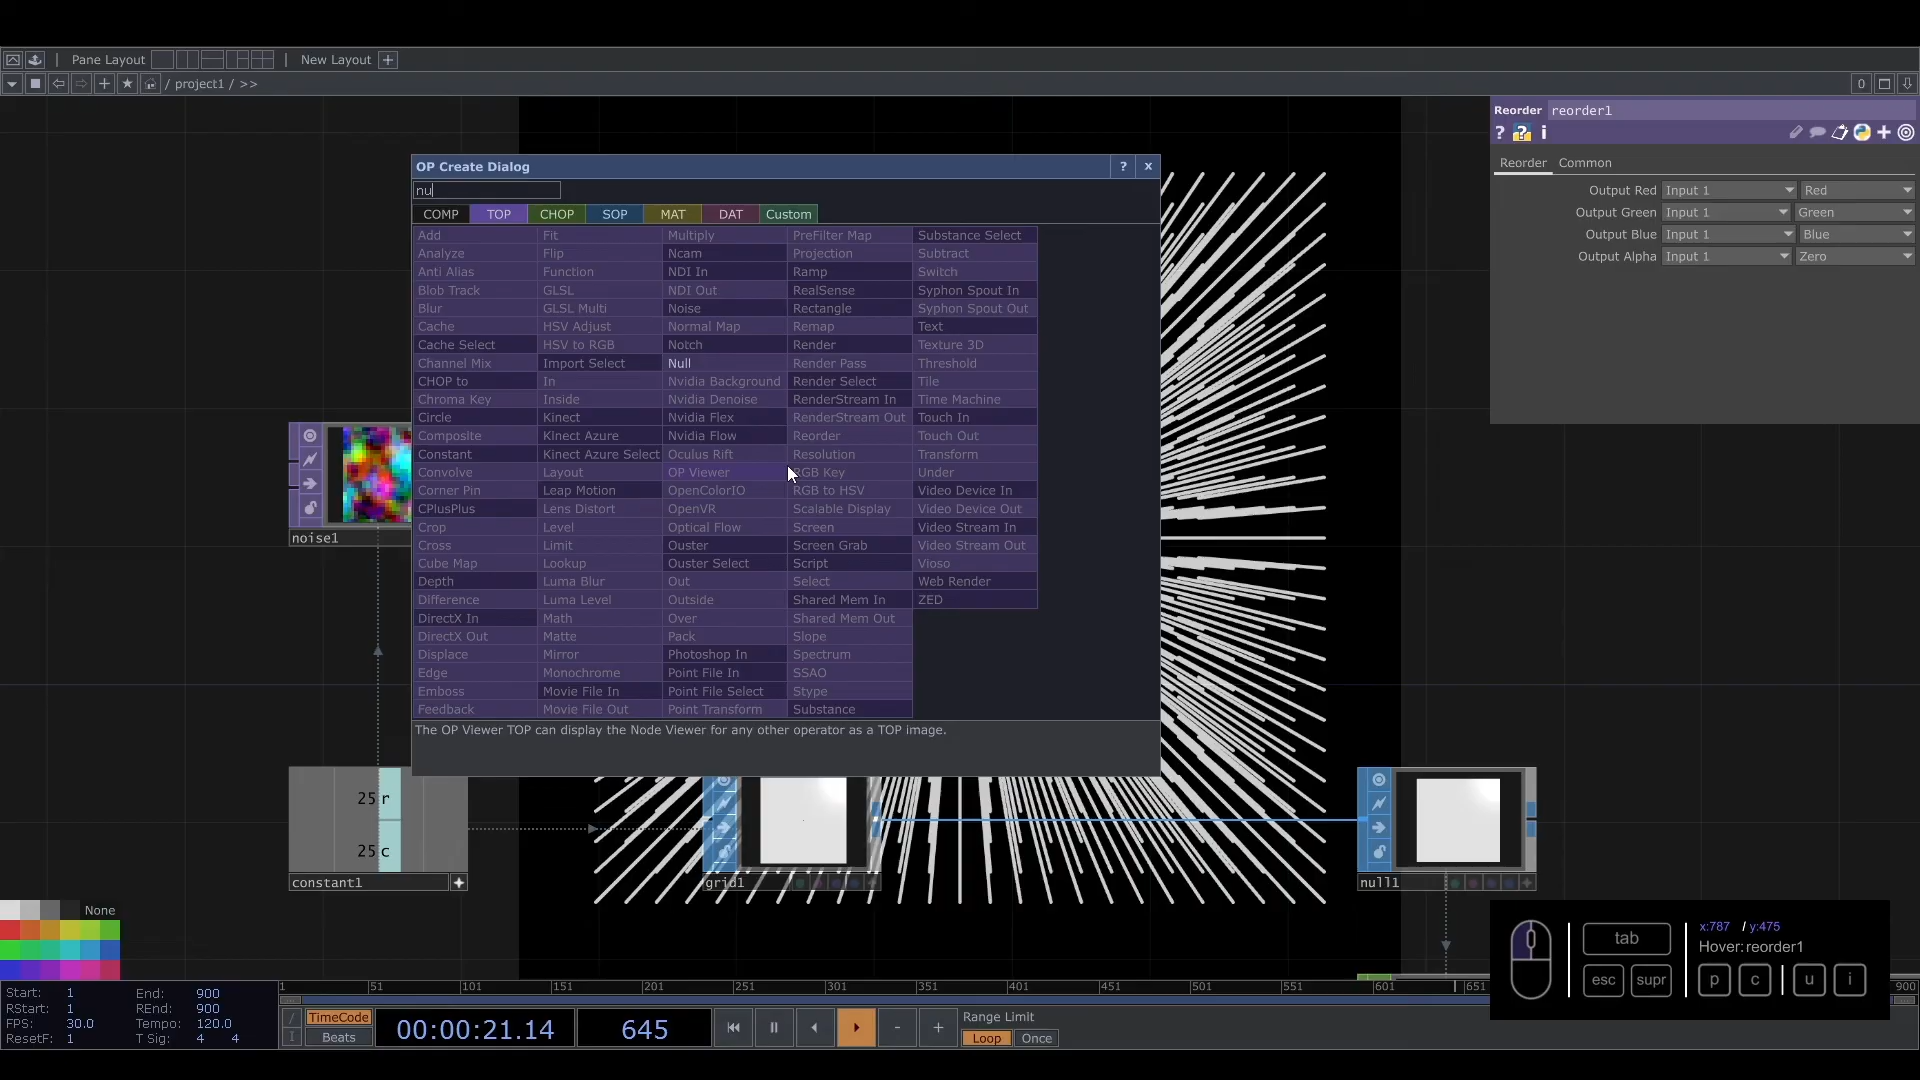 Pane Layout
New Layout
/ project1 / >>
0
Reorder reorder1
Reorder Common
Output Red Input 1 Red
Output Green Input 1 Green
Output Blue Input 1 Blue
Output Alpha Input 1 Zero
OP Create Dialog
? x
nu
COMP TOP CHOP SOP MAT DAT Custom
Add Fit Multiply PreFilter Map Substance Select
Analyze Flip Ncam Projection Subtract
Anti Alias Function NDI In Ramp Switch
Blob Track GLSL NDI Out RealSense Syphon Spout In
Blur GLSL Multi Noise Rectangle Syphon Spout Out
Cache HSV Adjust Normal Map Remap Text
Cache Select HSV to RGB Notch Render Texture 3D
Channel Mix Import Select Null Render Pass Threshold
CHOP to In Nvidia Background Render Select Tile
Chroma Key Inside Nvidia Denoise RenderStream In Time Machine
Circle Kinect Nvidia Flex RenderStream Out Touch In
Composite Kinect Azure Nvidia Flow Reorder Touch Out
Constant Kinect Azure Select Oculus Rift Resolution Transform
Convolve Layout OP Viewer RGB Key Under
Corner Pin Leap Motion OpenColorIO RGB to HSV Video Device In
CPlusPlus Lens Distort OpenVR Scalable Display Video Device Out
Crop Level Optical Flow Screen Video Stream In
Cross Limit Ouster Screen Grab Video Stream Out
Cube Map Lookup Ouster Select Script Vioso
Depth Luma Blur Out Select Web Render
Difference Luma Level Outside Shared Mem In ZED
DirectX In Math Over Shared Mem Out
DirectX Out Matte Pack Slope
Displace Mirror Photoshop In Spectrum
Edge Monochrome Point File In SSAO
Emboss Movie File In Point File Select Stype
Feedback Movie File Out Point Transform Substance
The OP Viewer TOP can display the Node Viewer for any other operator as a TOP image.
noise1
25 r
25 c
constant1
grid1
null1
None
tab
esc supr
x:787 / y:475
Hover: reorder1
p c u i
1 51 101 151 201 251 301 351 401 451 501 551 601 651 900
Start: 1 End: 900
RStart: 1 REnd: 900
FPS: 30.0 Tempo: 120.0
ResetF: 1 T Sig: 4 4
TimeCode
Beats
00:00:21.14
645
- +
Range Limit
Loop Once